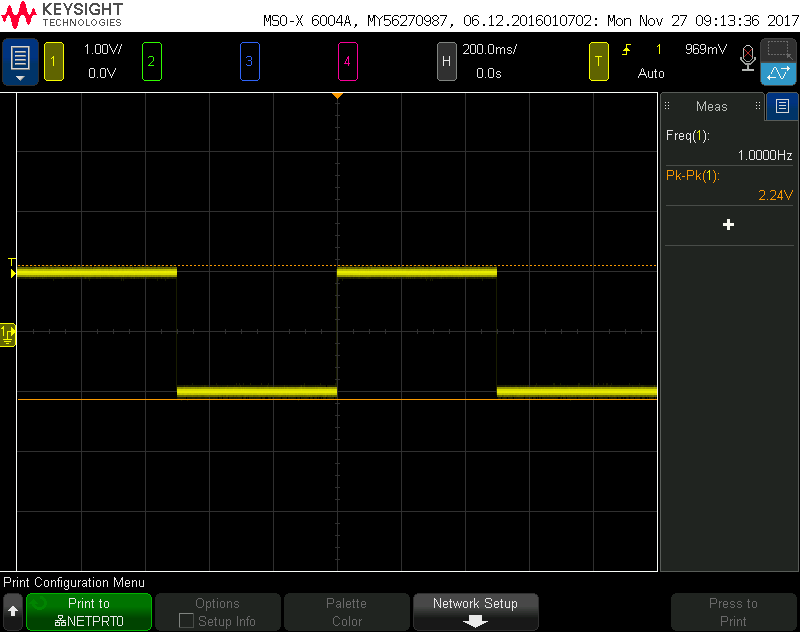 KEYSIGHT
TECHNOLOGIES
MSO-X 6004A, MY56270987, 06.12.2016010702: Mon Nov 27 09:13:36 2017
1
1.00V/
0.0V
2
3
4
H
200.0ms/
0.0s
T
1
969mV
Auto
Meas
Freq(1):
1.0000Hz
Pk-Pk(1):
2.24V
T
1
Print Configuration Menu
Print to
NETPRT0
Options
Setup Info
Palette
Color
Network Setup
Press to
Print